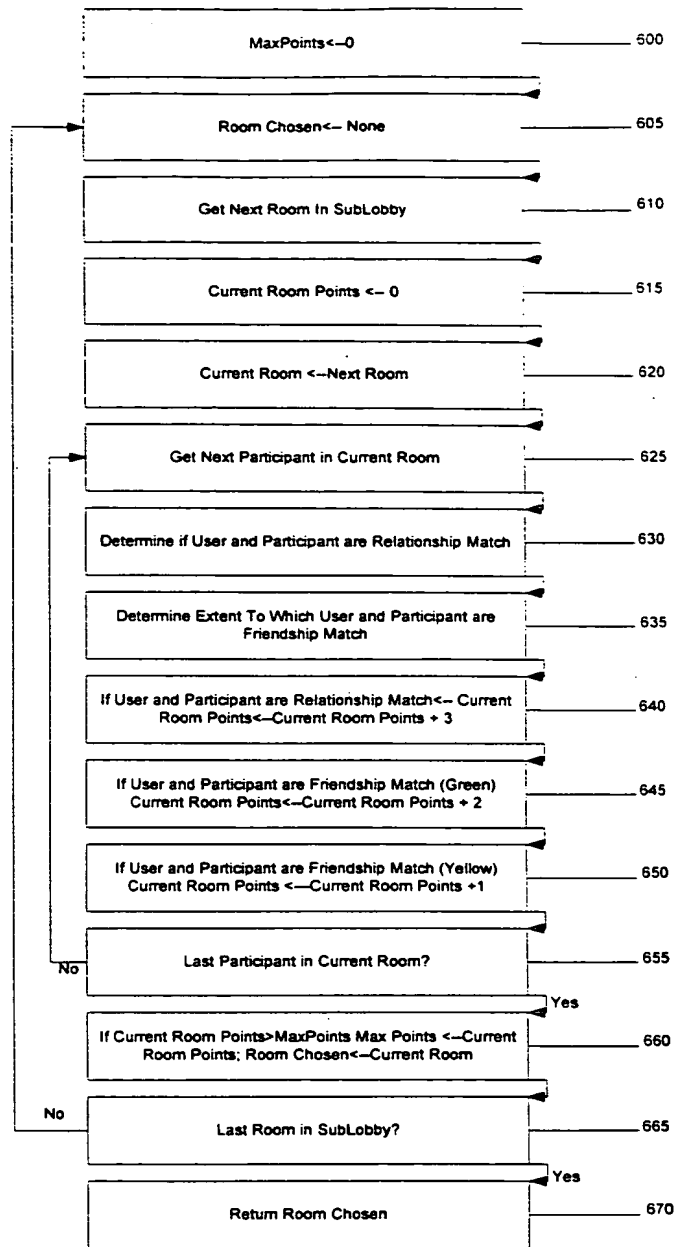 MaxPoints<--0
600
Room Chosen<-- None
605
Get Next Room In SubLobby
610
Current Room Points <-- 0
615
Current Room <--Next Room
620
Get Next Participant in Current Room
625
Determine if User and Participant are Relationship Match
630
Determine Extent To Which User and Participant are
Friendship Match
635
If User and Participant are Relationship Match<-- Current
Room Points<--Current Room Points + 3
640
If User and Participant are Friendship Match (Green)
Current Room Points<--Current Room Points + 2
645
If User and Participant are Friendship Match (Yellow)
Current Room Points <--Current Room Points +1
650
Last Participant in Current Room?
655
No
Yes
If Current Room Points>MaxPoints Max Points <--Current
Room Points; Room Chosen<--Current Room
660
No
Last Room in SubLobby?
665
Yes
Return Room Chosen
670